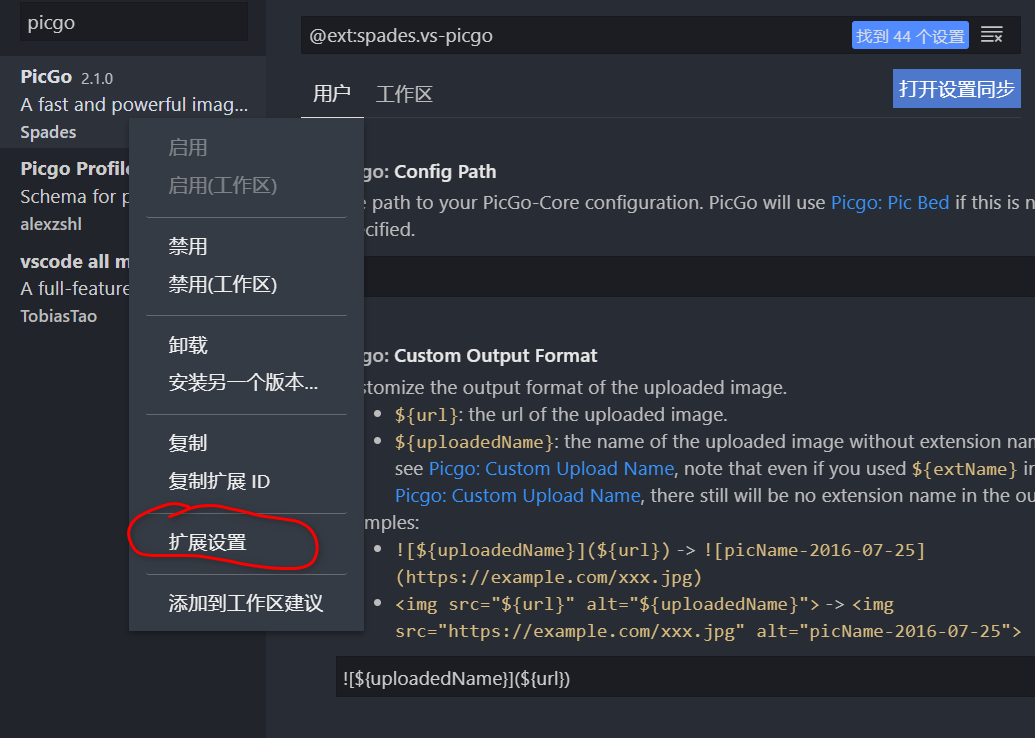 picgo
PicGo 2.1.0
A fast and powerful imag...
Spades
Picgo Profile
Schema for p
alexzshl
vscode all m
A full-feature
TobiasTao
启用
启用(工作区)
禁用
禁用(工作区)
卸载
安装另一个版本...
复制
复制扩展 ID
扩展设置
添加到工作区建议
@ext:spades.vs-picgo
找到 44 个设置
打开设置同步
用户 工作区
go: Config Path
e path to your PicGo-Core configuration. PicGo will use Picgo: Pic Bed if this is n
cified.
go: Custom Output Format
stomize the output format of the uploaded image.
• ${url}: the url of the uploaded image.
• ${uploadedName}: the name of the uploaded image without extension nam
see Picgo: Custom Upload Name, note that even if you used ${extName} in
Picgo: Custom Upload Name, there still will be no extension name in the ou
mples:
• ![${uploadedName}](${url}) -> ![picName-2016-07-25]
(https://example.com/xxx.jpg)
• <img src="${url}" alt="${uploadedName}"> -> <img
src="https://example.com/xxx.jpg" alt="picName-2016-07-25">
![${uploadedName}](${url})